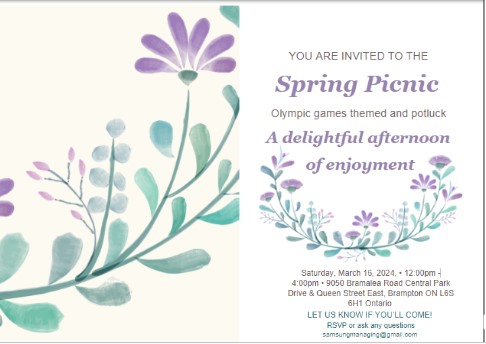 YOU ARE INVITED TO THE
Spring Picnic
Olympic games themed and potluck
A delightful afternoon
of enjoyment
Saturday, March 16, 2024, • 12:00pm -
4:00pm • 9050 Bramalea Road Central Park
Drive & Queen Street East, Brampton ON L6S
6H1 Ontario
LET US KNOW IF YOU'LL COME!
RSVP or ask any questions
samsungmanaging@gmail.com